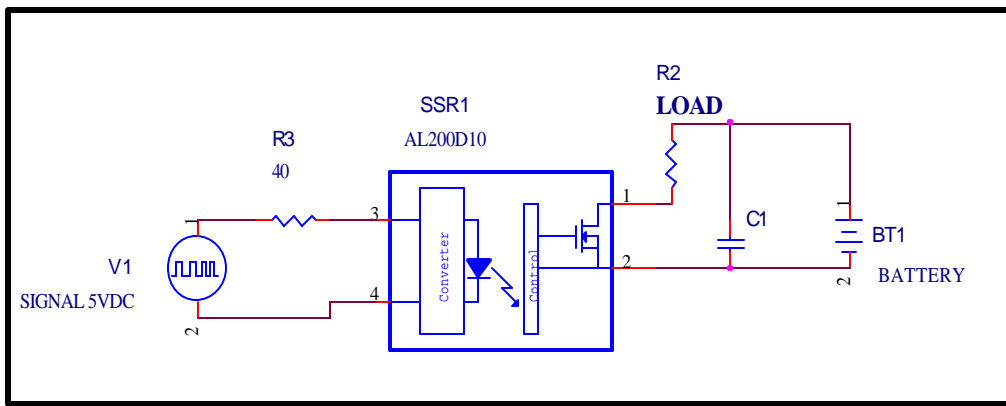 R2
LOAD
SSR1
AL200D10
R3
40
1
3
1
1
C1
BT1
Converter
Control
V1
2
4
BATTERY
SIGNAL 5VDC
2
2